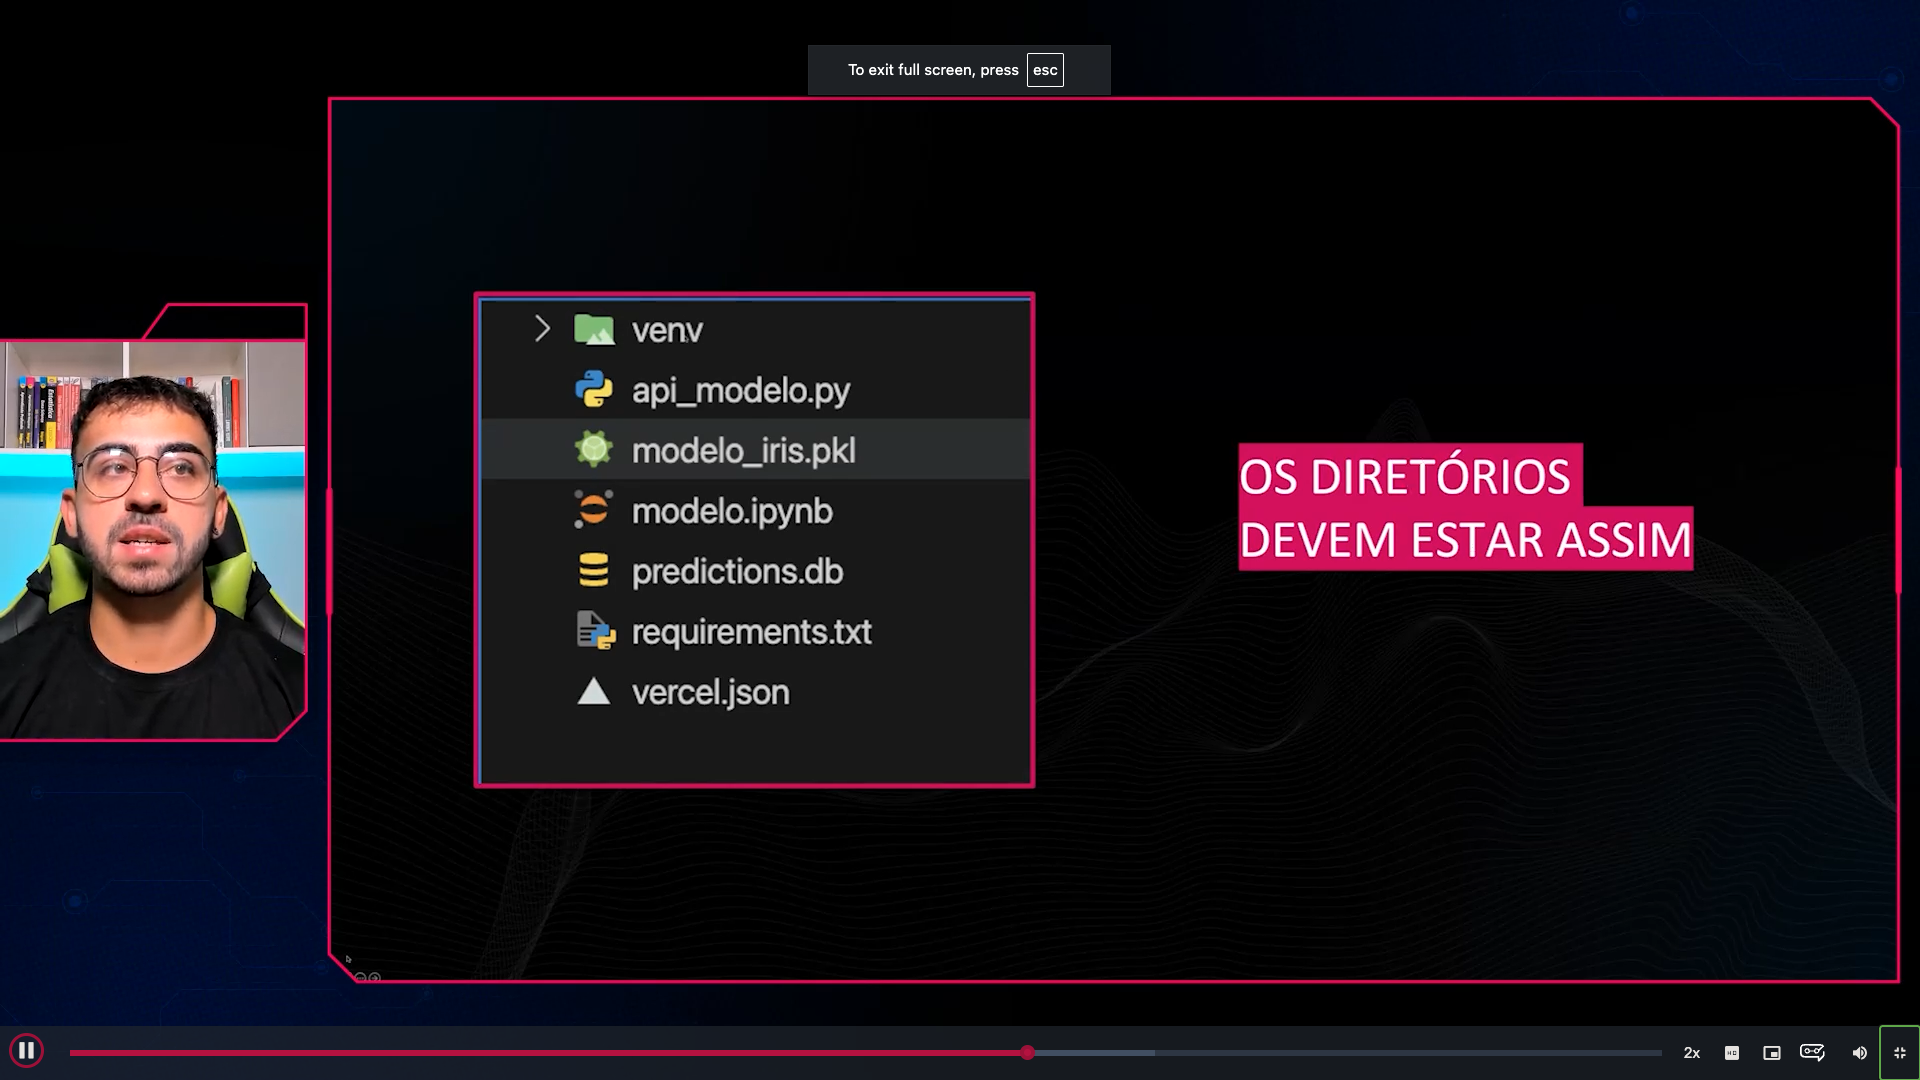 To exit full screen, press esc
venv
api_modelo.py
modelo_iris.pkl
modelo.ipynb
predictions.db
requirements.txt
vercel.json
OS DIRETÓRIOS
DEVEM ESTAR ASSIM
2x
HD